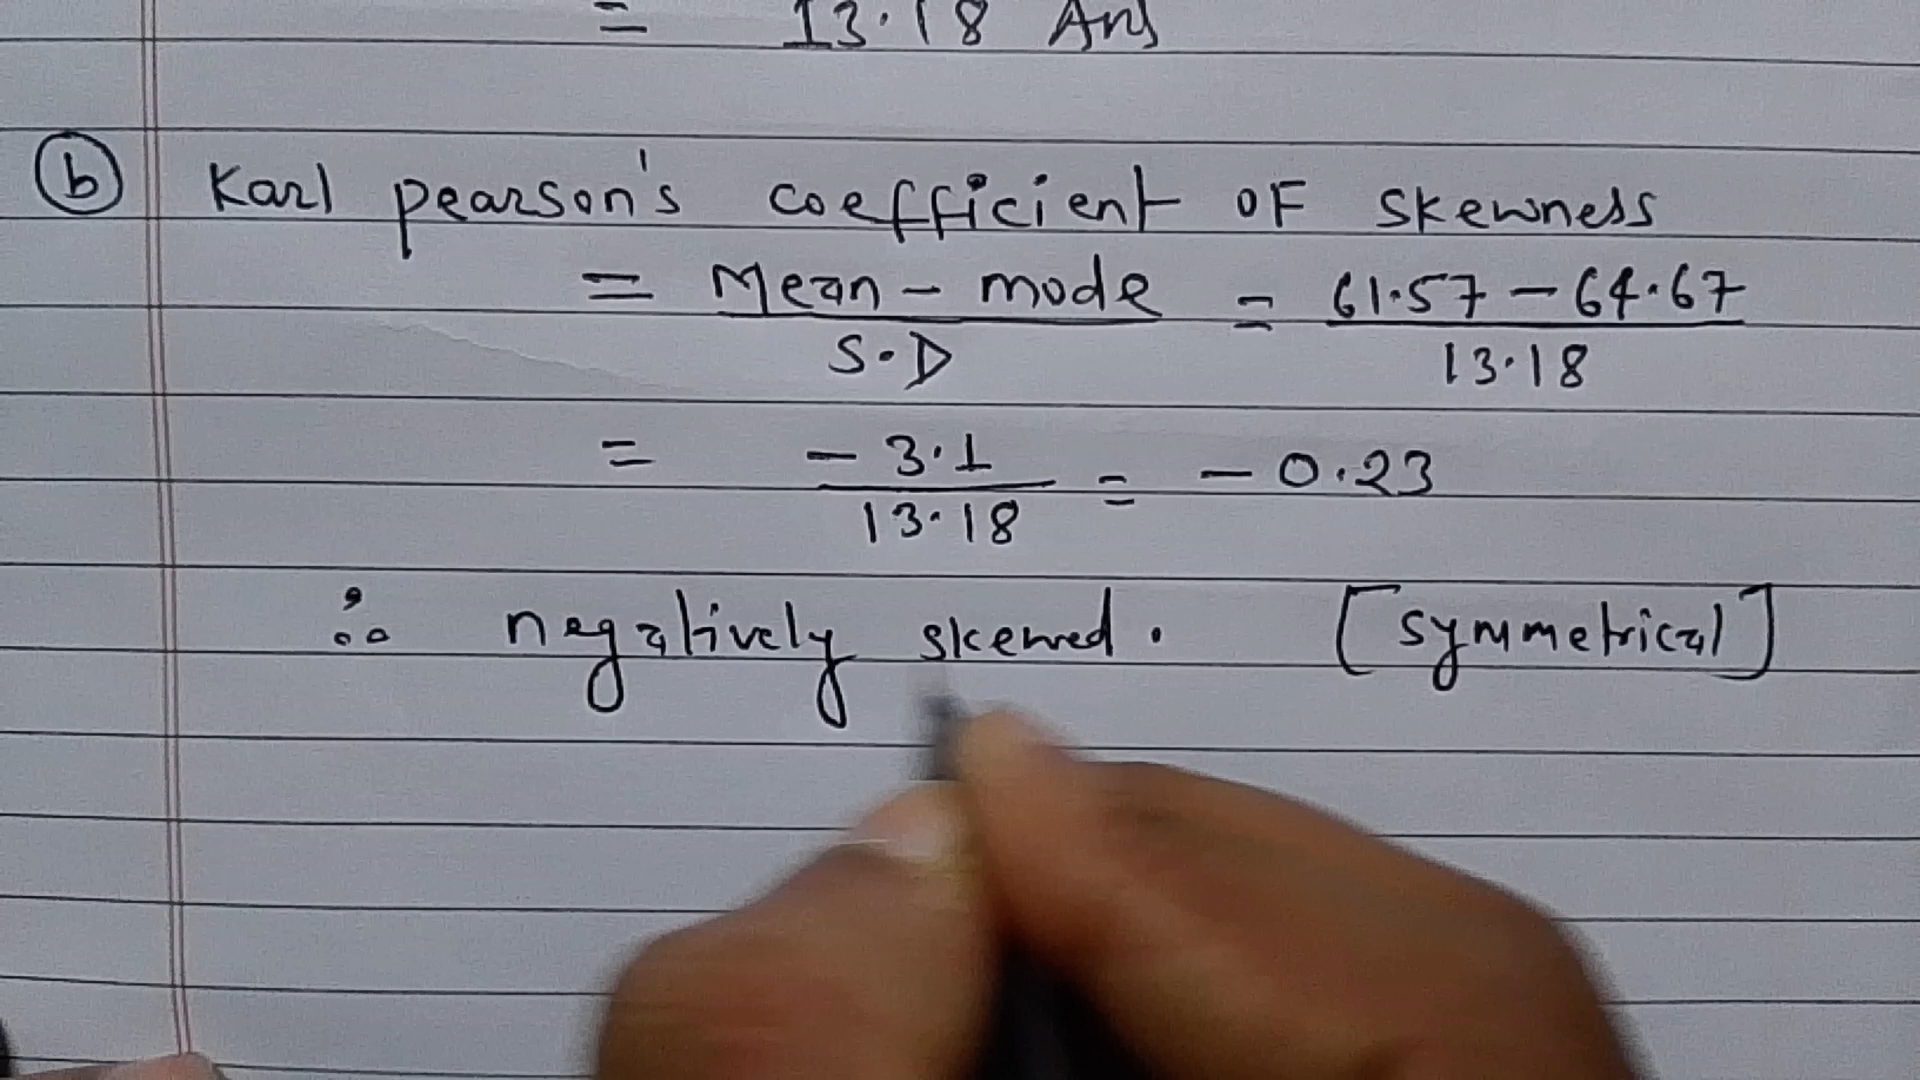 = 13.18 Ans
(b) Karl pearson's coefficient OF skewness
= Mean - mode / S.D = 61.57 - 64.67 / 13.18
= - 3.1 / 13.18 = - 0.23
∴ negatively skewed. [symmetrical]